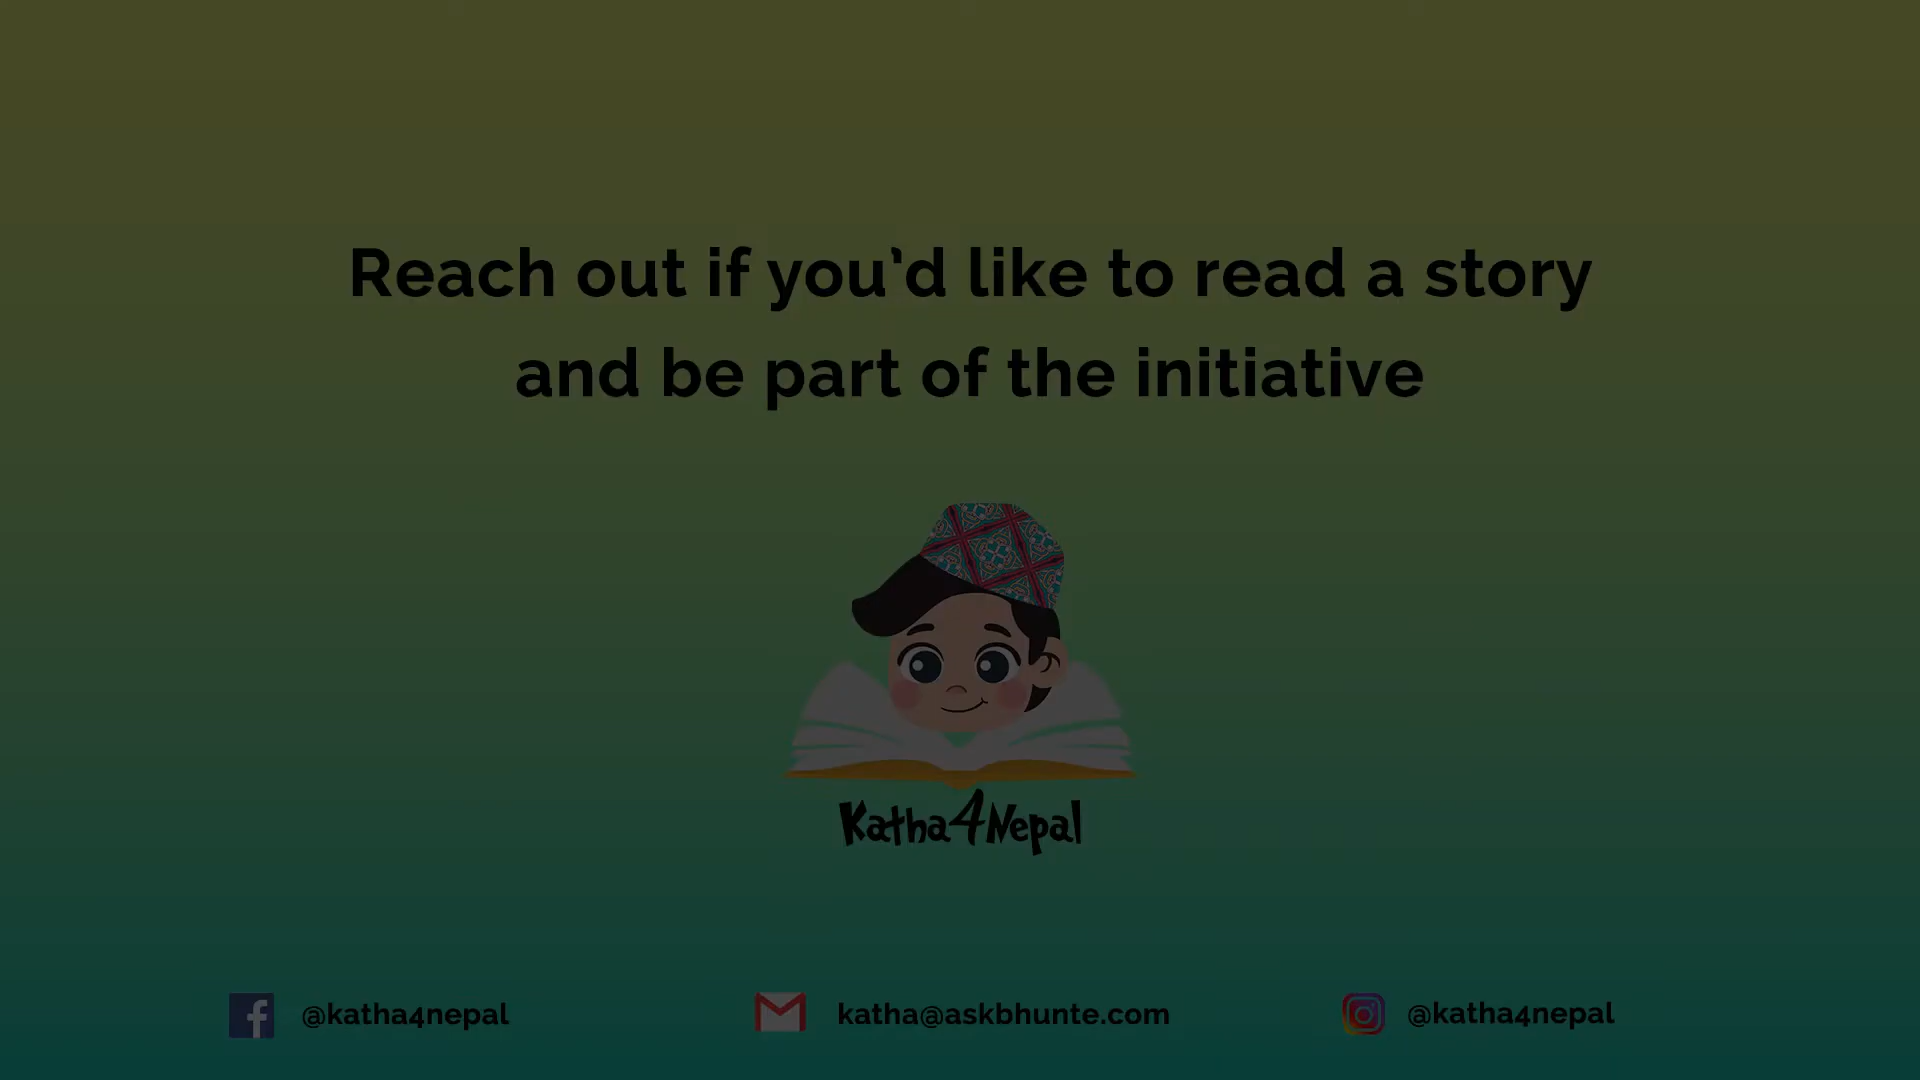 Reach out if you’d like to read a story
and be part of the initiative
Katha4Nepal
@katha4nepal
katha@askbhunte.com
@katha4nepal